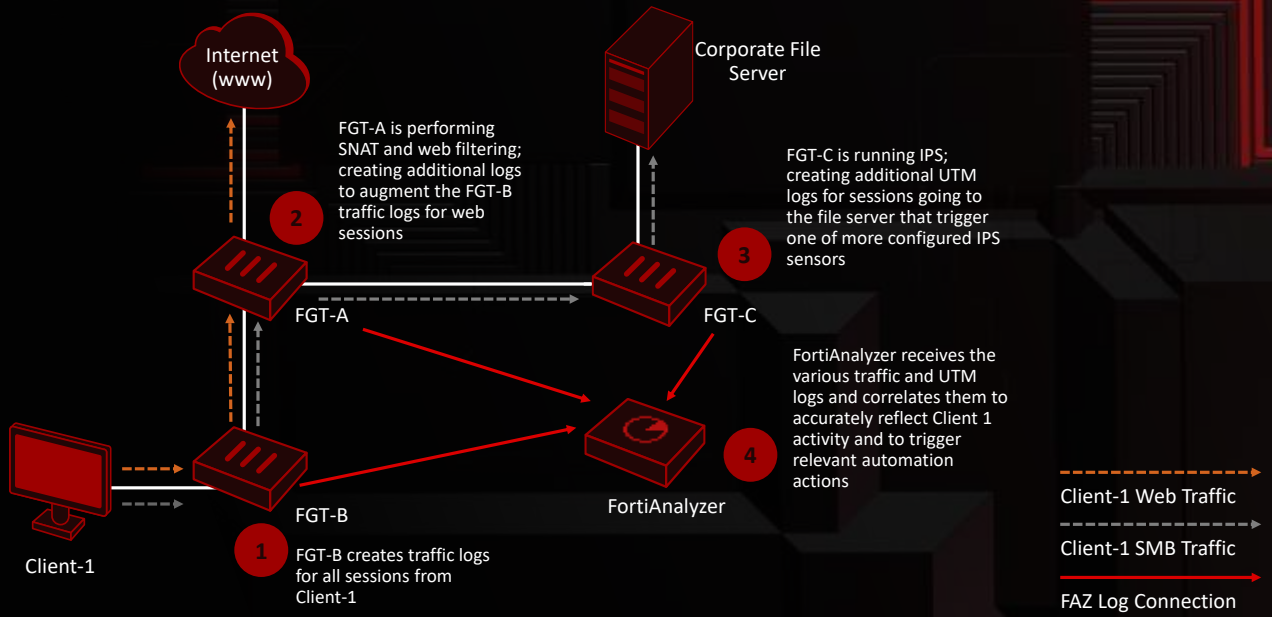 Internet
(www)
Corporate File
Server
FGT-A is performing
SNAT and web filtering;
creating additional logs
to augment the FGT-B
traffic logs for web
sessions
2
FGT-C is running IPS;
creating additional UTM
logs for sessions going to
the file server that trigger
one of more configured IPS
sensors
3
FGT-A
FGT-C
FortiAnalyzer receives the
various traffic and UTM
logs and correlates them to
accurately reflect Client 1
activity and to trigger
relevant automation
actions
4
FortiAnalyzer
FGT-B
Client-1
1
FGT-B creates traffic logs
for all sessions from
Client-1
Client-1 Web Traffic
Client-1 SMB Traffic
FAZ Log Connection